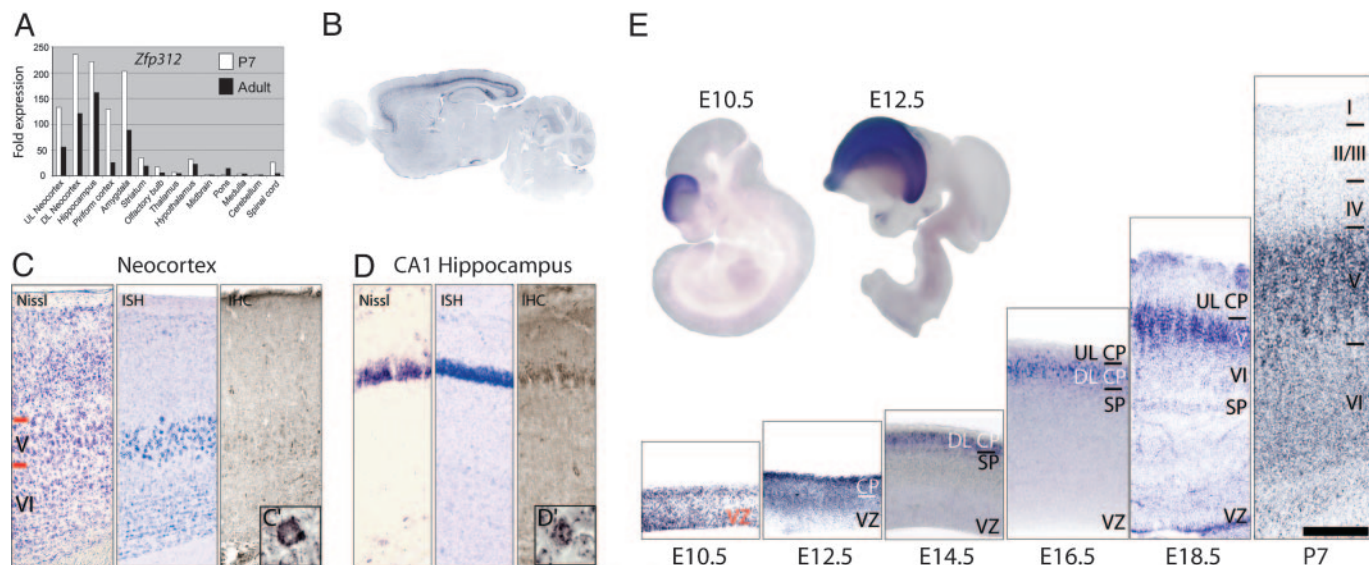 A
Zfp312
P7
Adult
Fold expression
250
200
150
100
50
0
UL Neocortex
DL Neocortex
Hippocampus
Piriform cortex
Amygdala
Striatum
Olfactory bulb
Thalamus
Hypothalamus
Midbrain
Pons
Medulla
Cerebellum
Spinal cord
B
C
Neocortex
Nissl
ISH
IHC
V
VI
C'
D
CA1 Hippocampus
Nissl
ISH
IHC
D'
E
E10.5
E12.5
VZ
E10.5
CP
VZ
E12.5
DL CP
SP
VZ
E14.5
UL CP
DL CP
SP
VZ
E16.5
UL CP
V
VI
SP
VZ
E18.5
I
II/III
IV
V
VI
P7